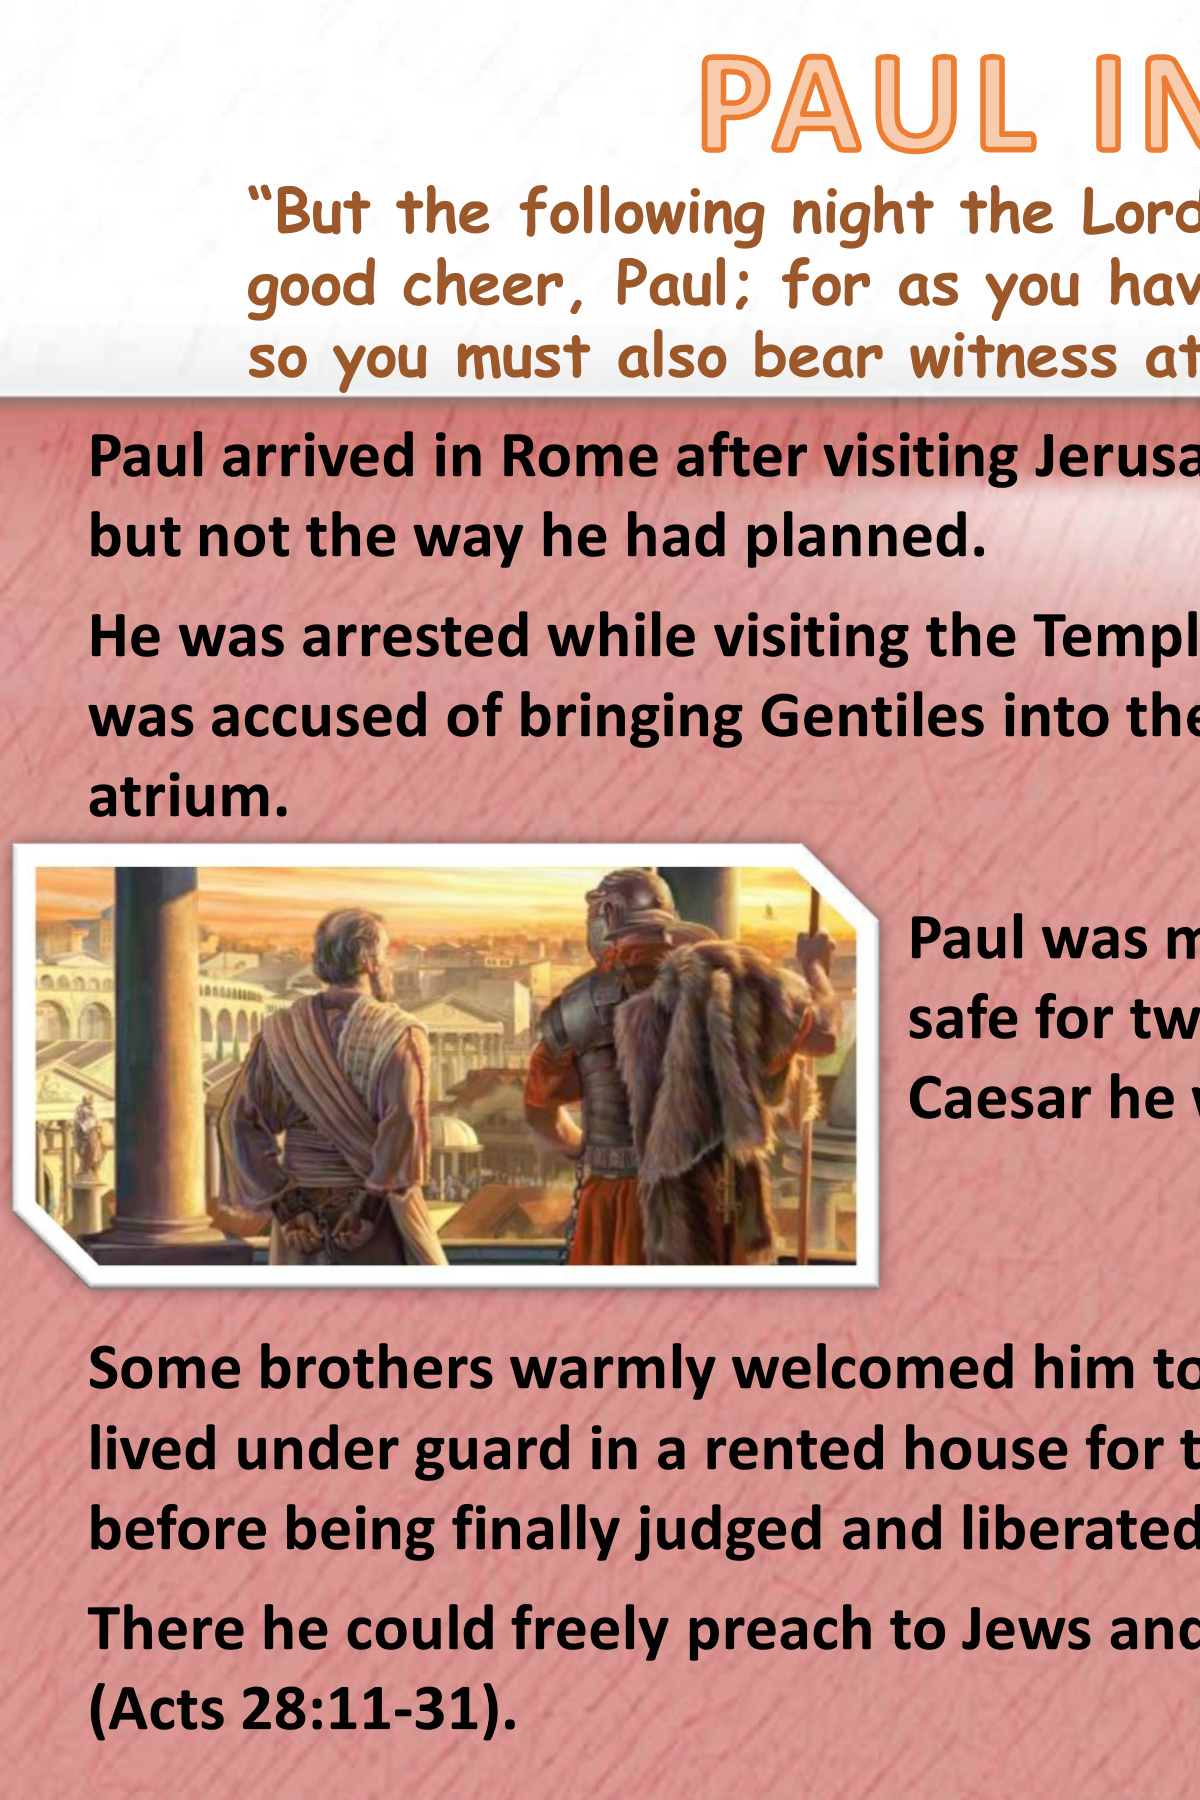 PAUL IN
“But the following night the Lord
good cheer, Paul; for as you hav
so you must also bear witness at
Paul arrived in Rome after visiting Jerusa
but not the way he had planned.
He was arrested while visiting the Templ
was accused of bringing Gentiles into the
atrium.
Paul was m
safe for tw
Caesar he
Some brothers warmly welcomed him to
lived under guard in a rented house for t
before being finally judged and liberated
There he could freely preach to Jews and
(Acts 28:11-31).